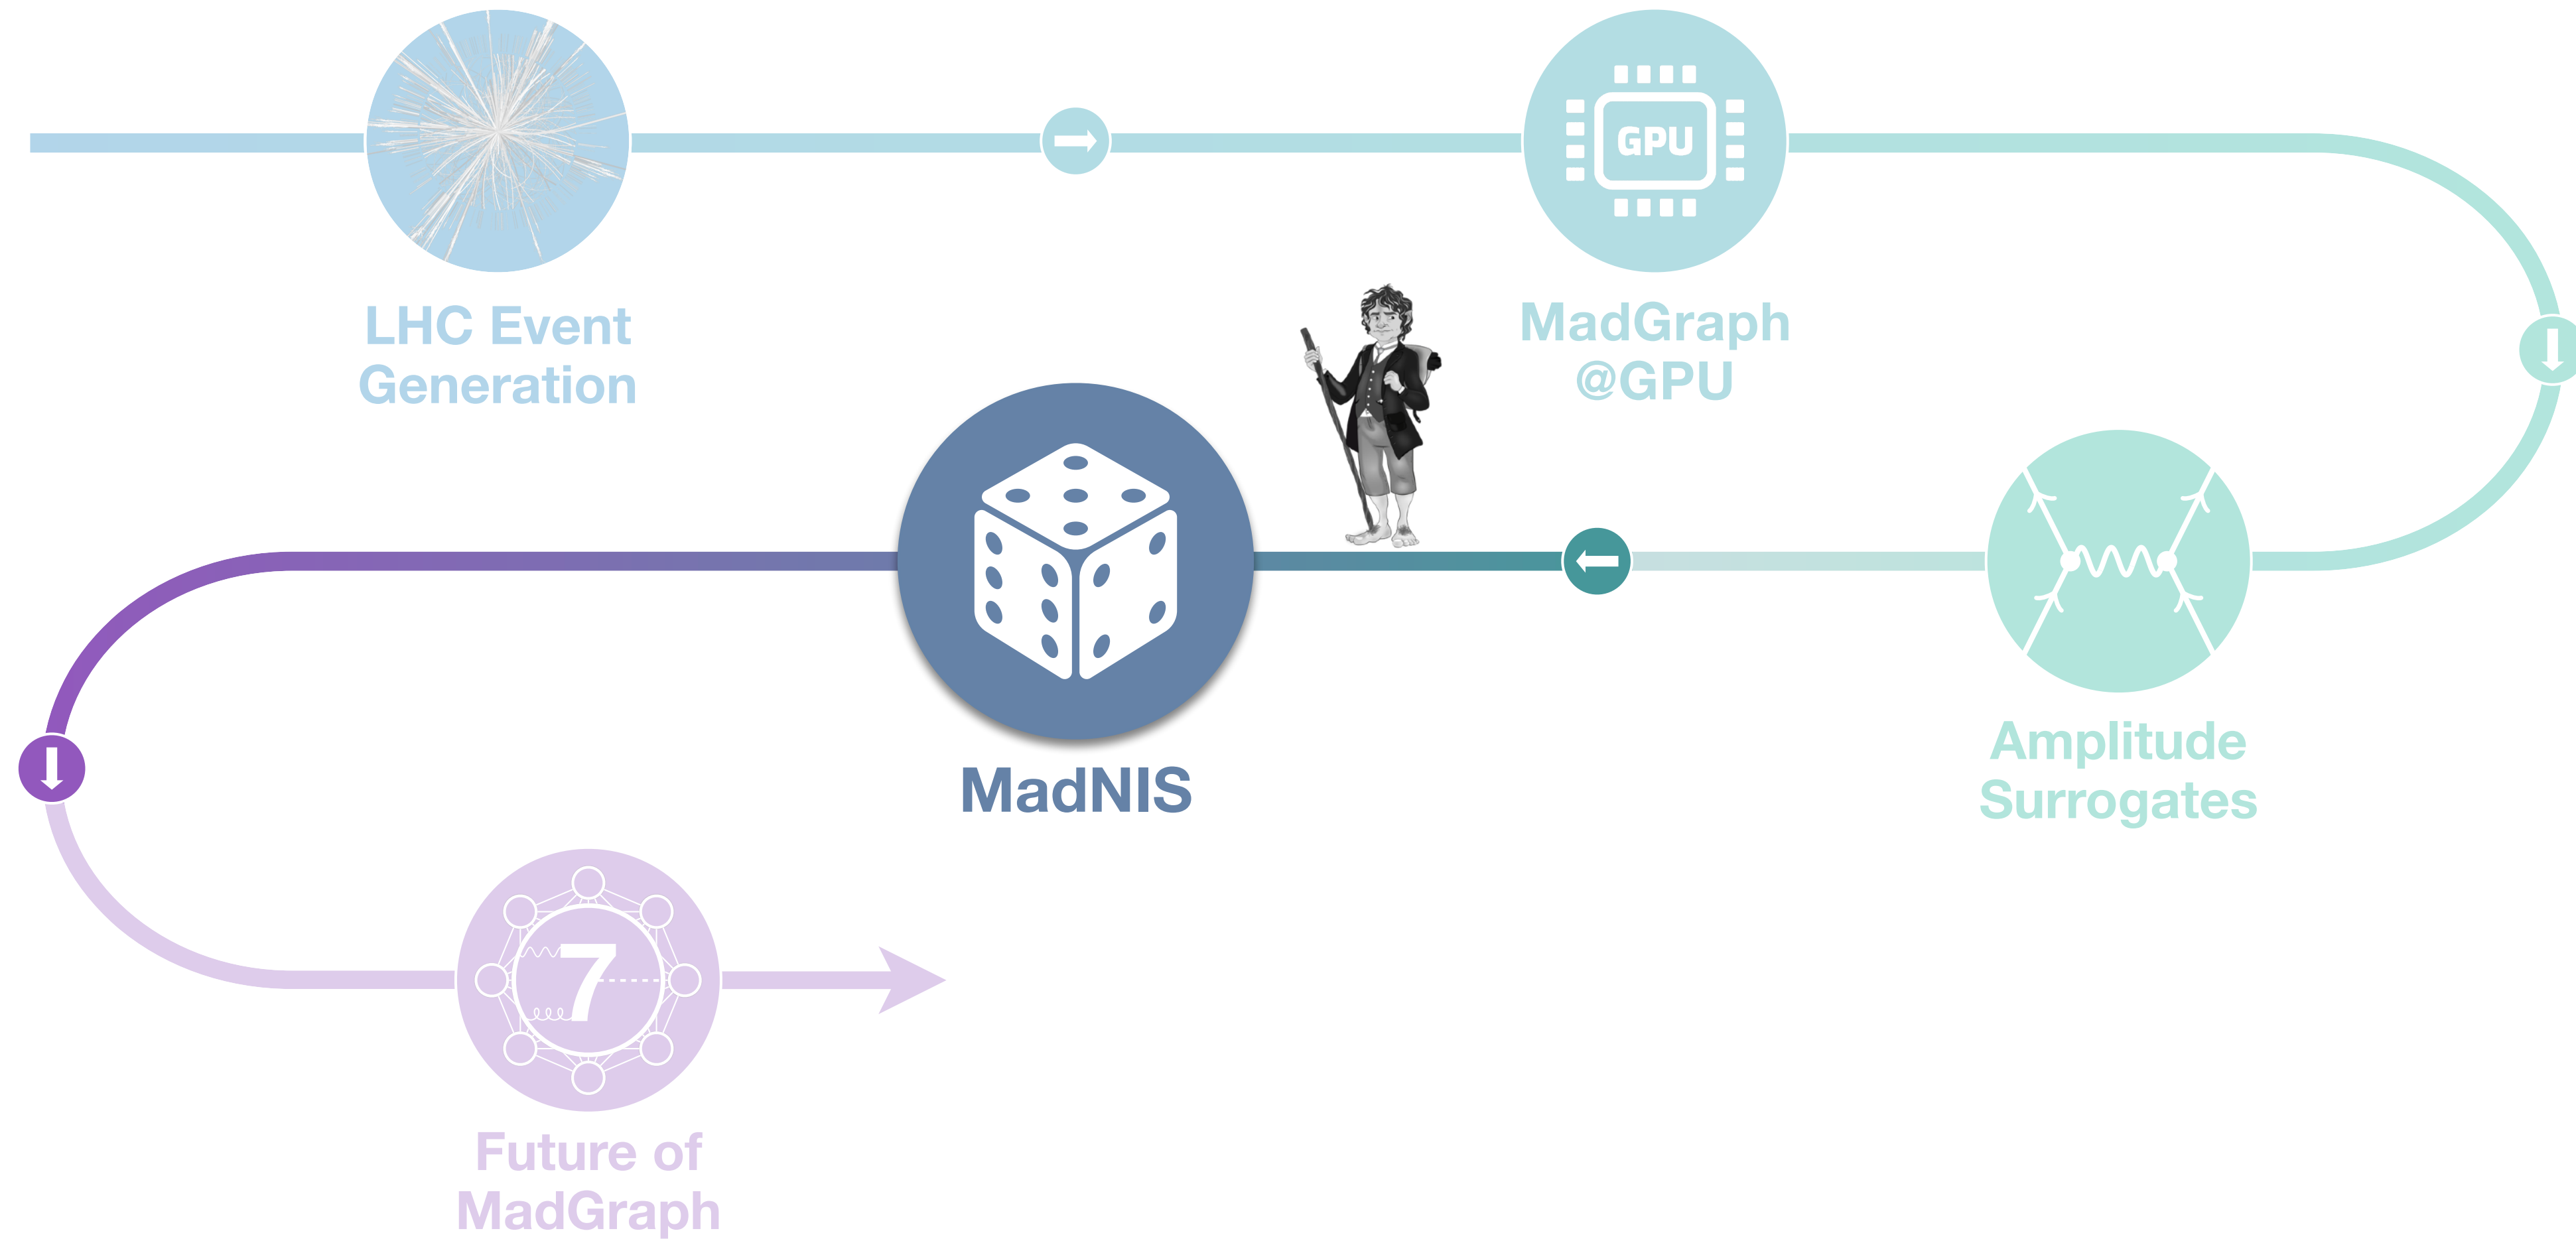 LHC Event
Generation
GPU
MadGraph
@GPU
MadNIS
Amplitude
Surrogates
7
Future of
MadGraph